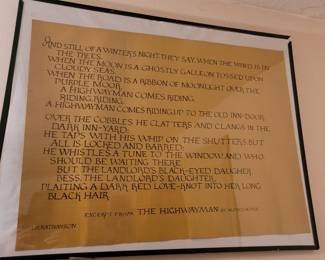 AND STILL OF A WINTER'S NIGHT, THEY SAY, WHEN THE WIND IS IN
THE TREES,
WHEN THE MOON IS A GHOSTLY GALLEON TOSSED UPON
CLOUDY SEAS,
WHEN THE ROAD IS A RIBBON OF MOONLIGHT OVER THE
PURPLE MOOR,
A HIGHWAYMAN COMES RIDING,
RIDING, RIDING,
A HIGHWAYMAN COMES RIDING UP TO THE OLD INN-DOOR.
OVER THE COBBLES HE CLATTERS AND CLANGS IN THE
DARK INN-YARD;
HE TAPS WITH HIS WHIP ON THE SHUTTERS, BUT
ALL IS LOCKED AND BARRED;
HE WHISTLES A TUNE TO THE WINDOW, AND WHO
SHOULD BE WAITING THERE
BUT THE LANDLORD'S BLACK-EYED DAUGHTER,
BESS, THE LANDLORD'S DAUGHTER,
PLAITING A DARK RED LOVE-KNOT INTO HER LONG
BLACK HAIR.
EXCERPT FROM THE HIGHWAYMAN BY ALFRED NOYES